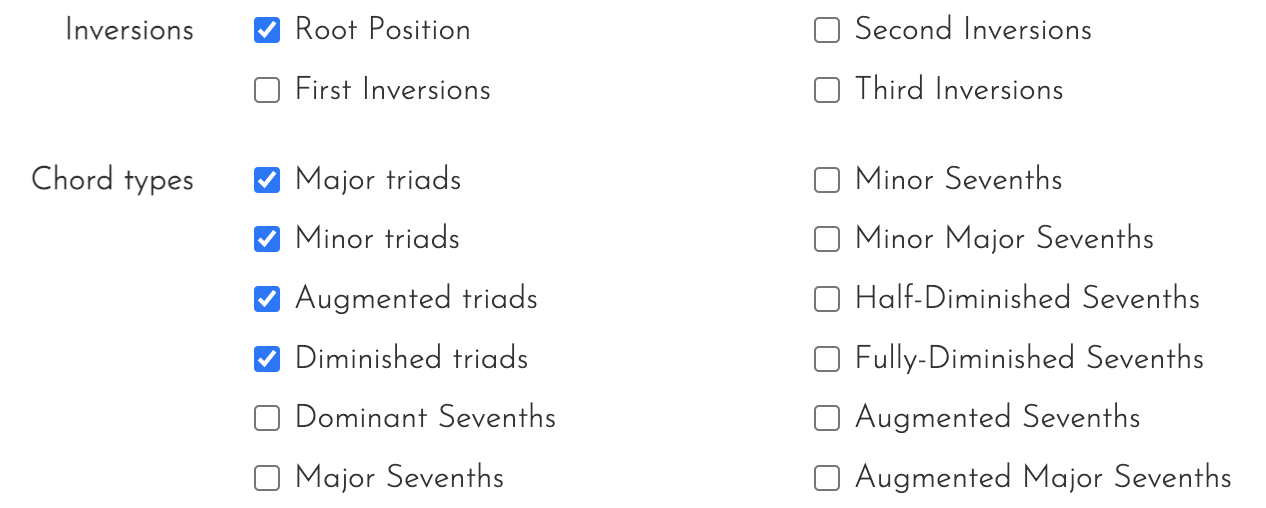 Inversions Root Position Second Inversions
First Inversions Third Inversions
Chord types Major triads Minor Sevenths
Minor triads Minor Major Sevenths
Augmented triads Half-Diminished Sevenths
Diminished triads Fully-Diminished Sevenths
Dominant Sevenths Augmented Sevenths
Major Sevenths Augmented Major Sevenths